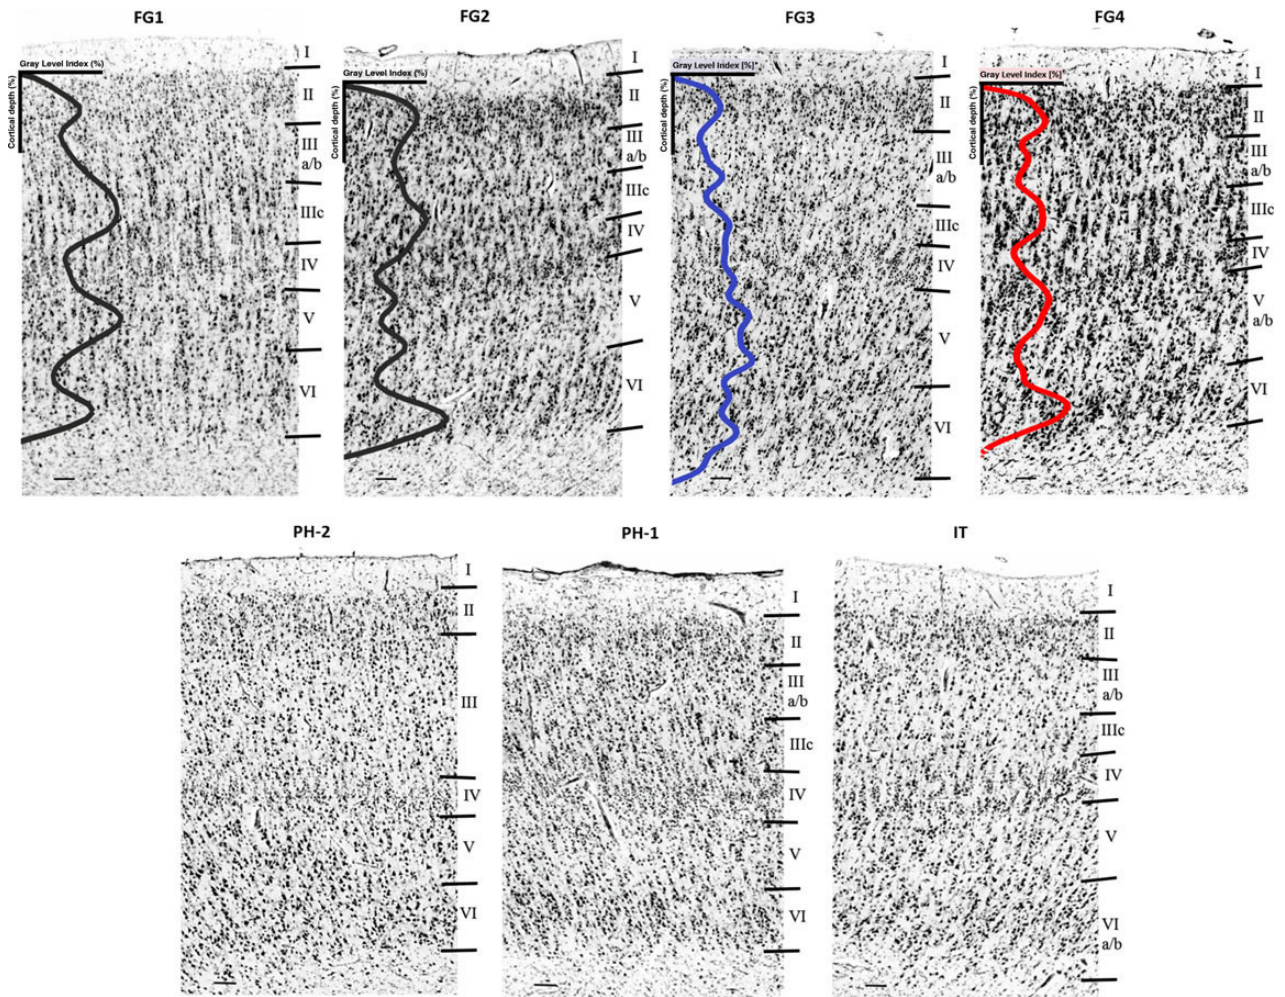 FG1
Gray Level Index (%)
Cortical depth (%)
I
II
III
a/b
IIIc
IV
V
VI
FG2
Gray Level Index (%)
Cortical depth (%)
I
II
III
a/b
IIIc
IV
V
VI
FG3
Gray Level Index [%]*
Cortical depth (%)
I
II
III
a/b
IIIc
IV
V
VI
FG4
Gray Level Index [%]
Cortical depth (%)
I
II
III
a/b
IIIc
IV
V
a/b
VI
PH-2
I
II
III
IV
V
VI
PH-1
I
II
III
a/b
IIIc
IV
V
VI
IT
I
II
III
a/b
IIIc
IV
V
VI
a/b